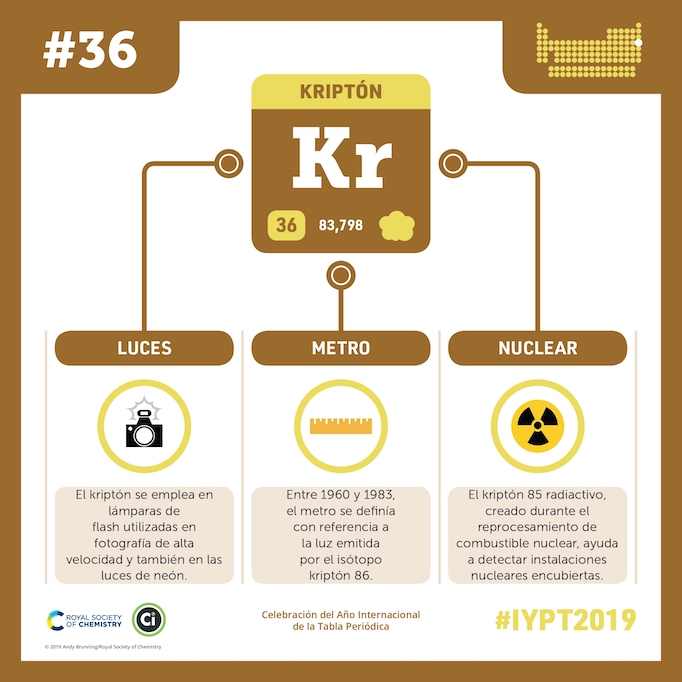 #36
KRIPTÓN
Kr
36
83,798
LUCES
El kriptón se emplea en
lámparas de
flash utilizadas en
fotografía de alta
velocidad y también en las
luces de neón.
METRO
Entre 1960 y 1983,
el metro se definía
con referencia a
la luz emitida
por el isótopo
kriptón 86.
NUCLEAR
El kriptón 85 radiactivo,
creado durante el
reprocesamiento de
combustible nuclear, ayuda
a detectar instalaciones
nucleares encubiertas.
ROYAL SOCIETY
OF CHEMISTRY
Ci
© 2019 Andy Brunning/Royal Society of Chemistry
Celebración del Año Internacional
de la Tabla Periódica
#IYPT2019